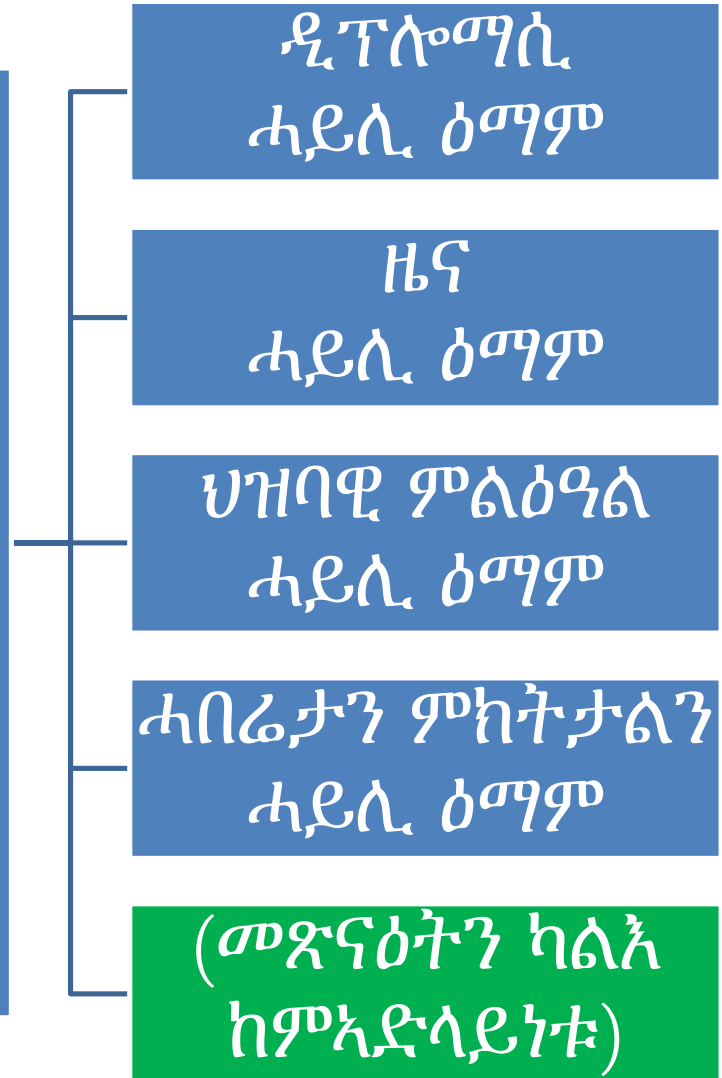 ዲፕሎማሲ
ሓይሊ ዕማም
ዜና
ሓይሊ ዕማም
ህዝባዊ ምልዕዓል
ሓይሊ ዕማም
ሓበሬታን ምክትታልን
ሓይሊ ዕማም
(መጽናዕትን ካልእ
ከምኣድላይነቱ)